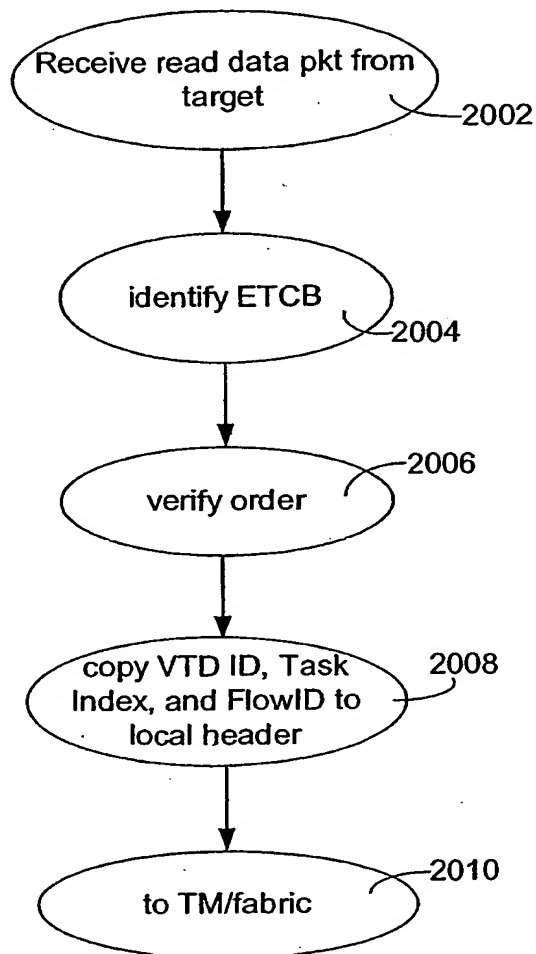 Receive read data pkt from
target
2002
identify ETCB
2004
2006
verify order
copy VTD ID, Task
Index, and FlowID to
local header
2008
2010
to TM/fabric